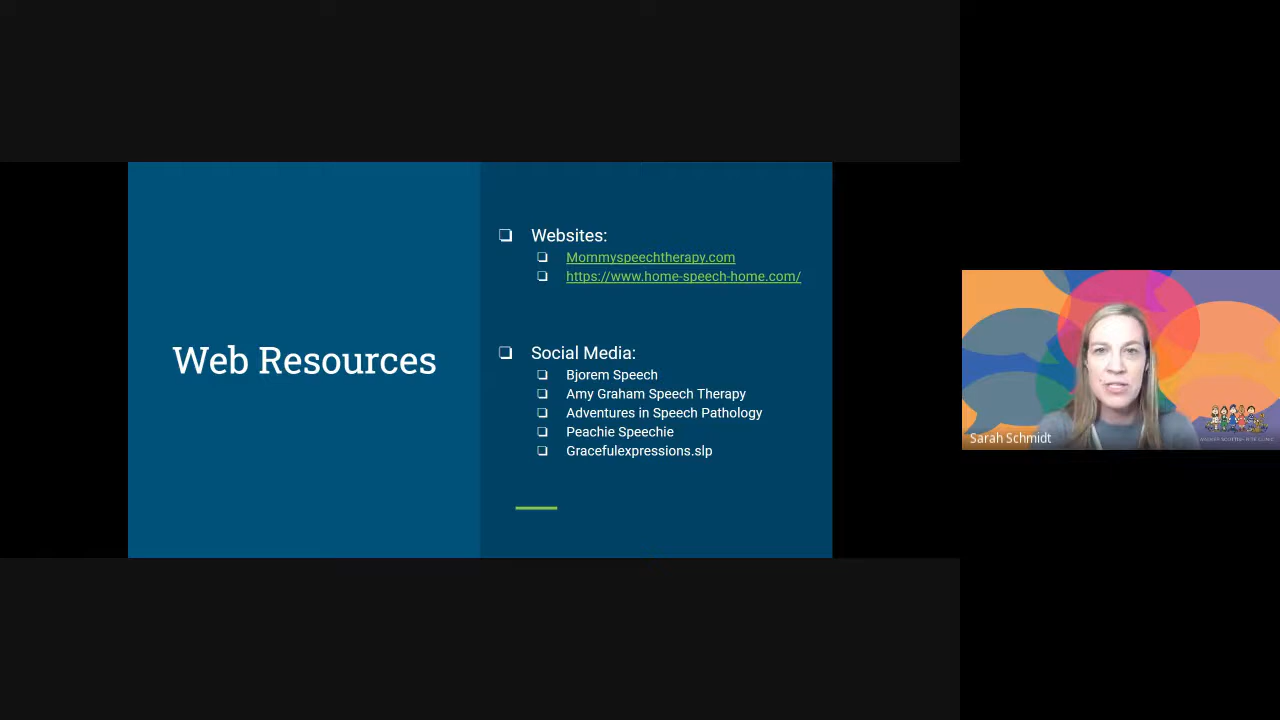 Web Resources
Websites:
Mommyspeechtherapy.com
https://www.home-speech-home.com/
Social Media:
Bjorem Speech
Amy Graham Speech Therapy
Adventures in Speech Pathology
Peachie Speechie
Gracefulexpressions.slp
Sarah Schmidt